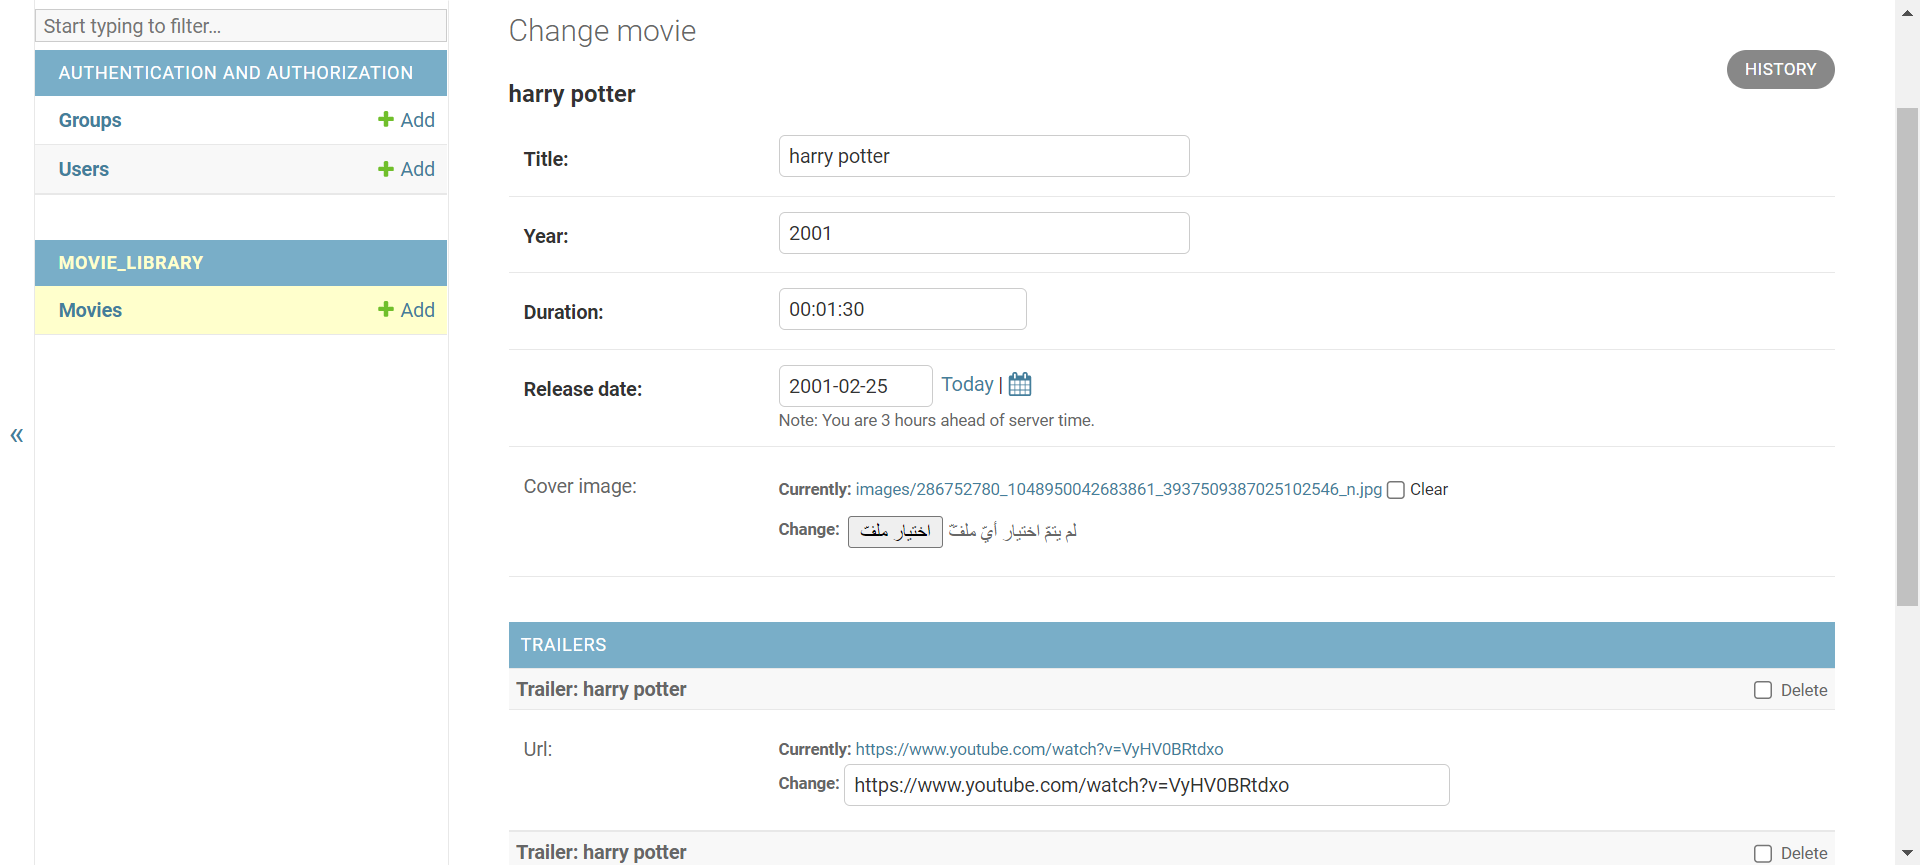 Start typing to filter...
AUTHENTICATION AND AUTHORIZATION
Groups
Add
Users
Add
MOVIE_LIBRARY
Movies
Add
«
Change movie
HISTORY
harry potter
Title:
harry potter
Year:
2001
Duration:
00:01:30
Release date:
2001-02-25
Today |
Note: You are 3 hours ahead of server time.
Cover image:
Currently: images/286752780_1048950042683861_3937509387025102546_n.jpg Clear
Change: اختيار ملفّ لم يتمّ اختيار أيّ ملفّ
TRAILERS
Trailer: harry potter
Delete
Url:
Currently: https://www.youtube.com/watch?v=VyHV0BRtdxo
Change: https://www.youtube.com/watch?v=VyHV0BRtdxo
Trailer: harry potter
Delete